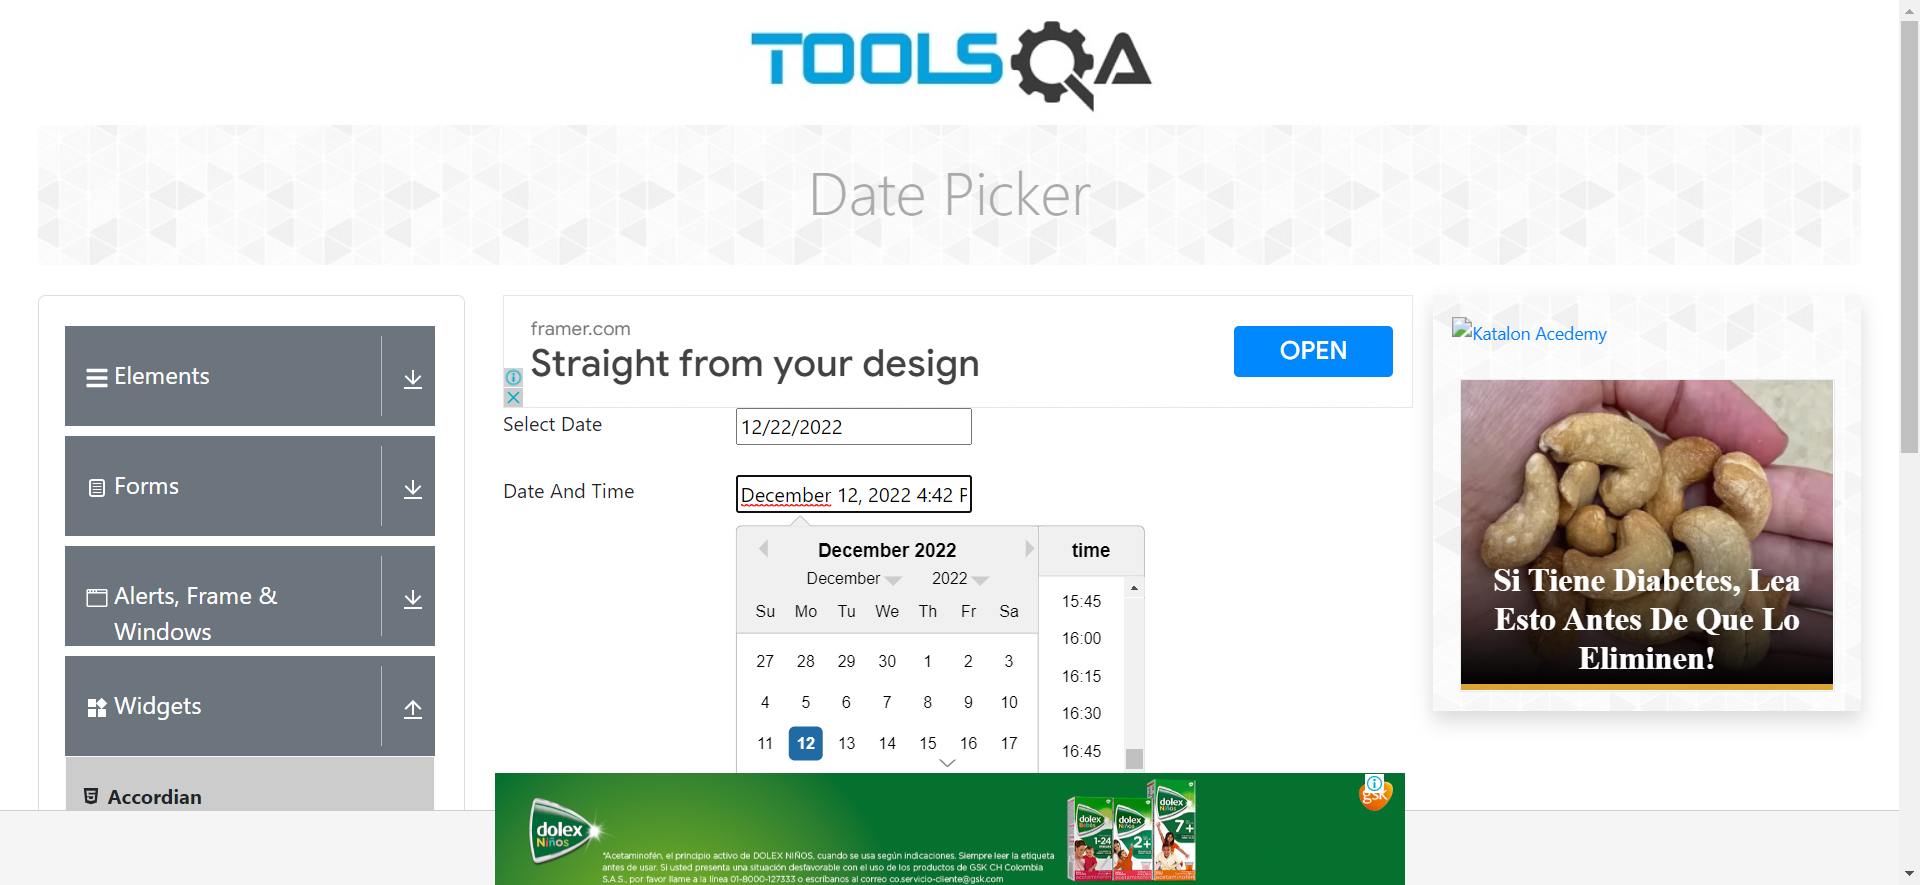 TOOLSQA
Date Picker
Elements
Forms
Alerts, Frame &
Windows
Widgets
Accordian
framer.com
Straight from your design
OPEN
Select Date
12/22/2022
Date And Time
December 12, 2022 4:42 P
December 2022
December
2022
Su Mo Tu We Th Fr Sa
27 28 29 30 1 2 3
4 5 6 7 8 9 10
11 12 13 14 15 16 17
time
15:45
16:00
16:15
16:30
16:45
Katalon Acedemy
Si Tiene Diabetes, Lea
Esto Antes De Que Lo
Eliminen!
dolex
Niños
*Acetaminofén, el principio activo de DOLEX NIÑOS, cuando se usa según indicaciones. Siempre leer la etiqueta
antes de usar. Si usted presenta una situación desfavorable con el uso de los productos de GSK CH Colombia
S.A.S., por favor llame a la línea 01-8000-127333 o escríbanos al correo co.servicio-cliente@gsk.com
dolex
Bebés
1-24
dolex
Niños
2+
dolex
Niños
7+
gsk